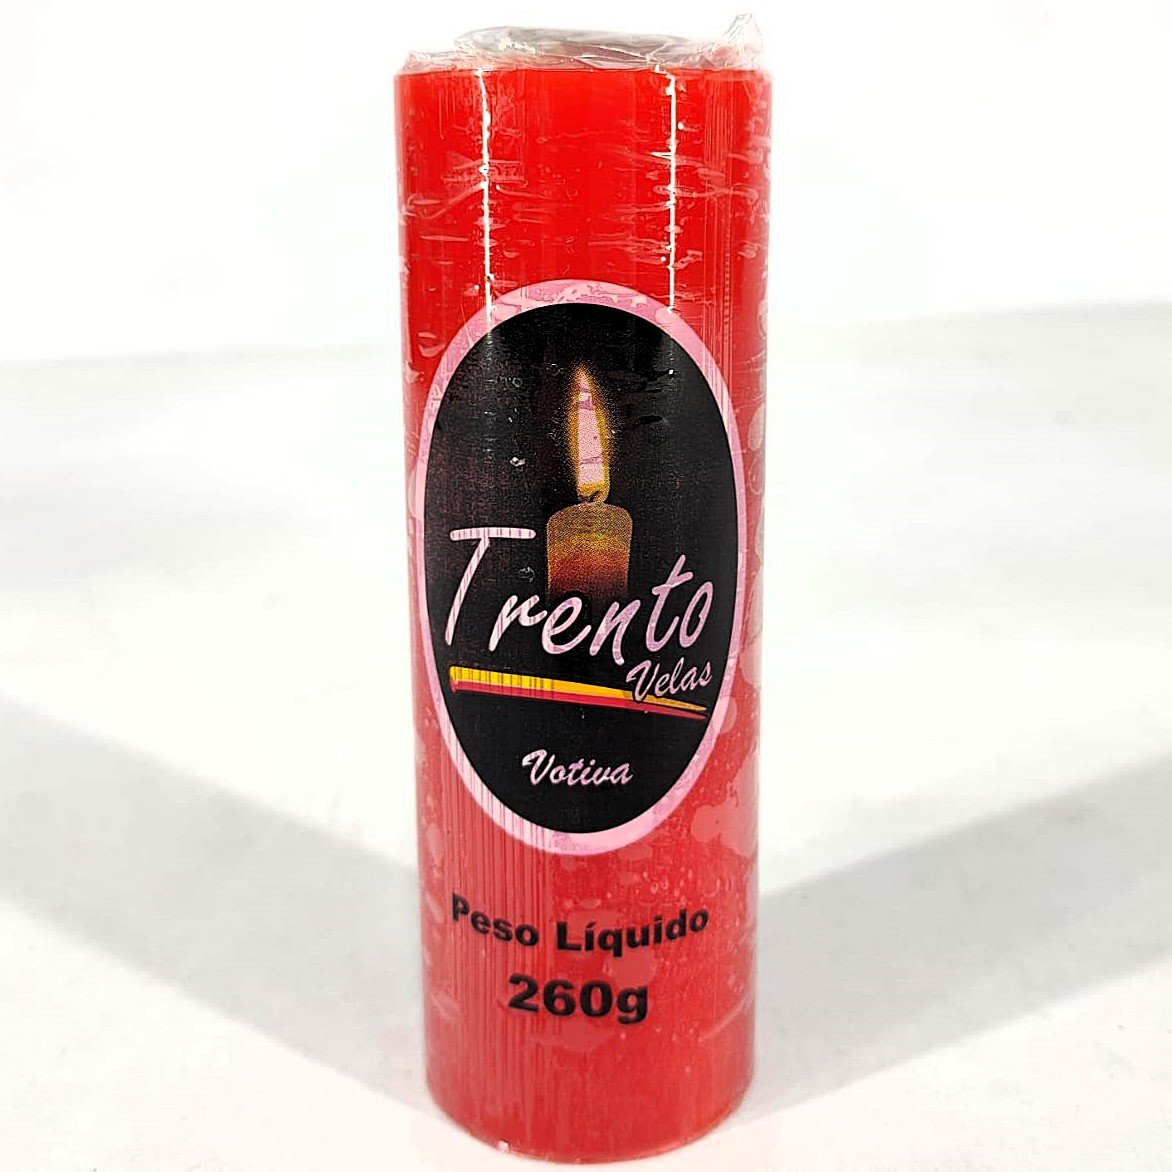 Trento
Velas
Votiva
Peso Líquido
260g